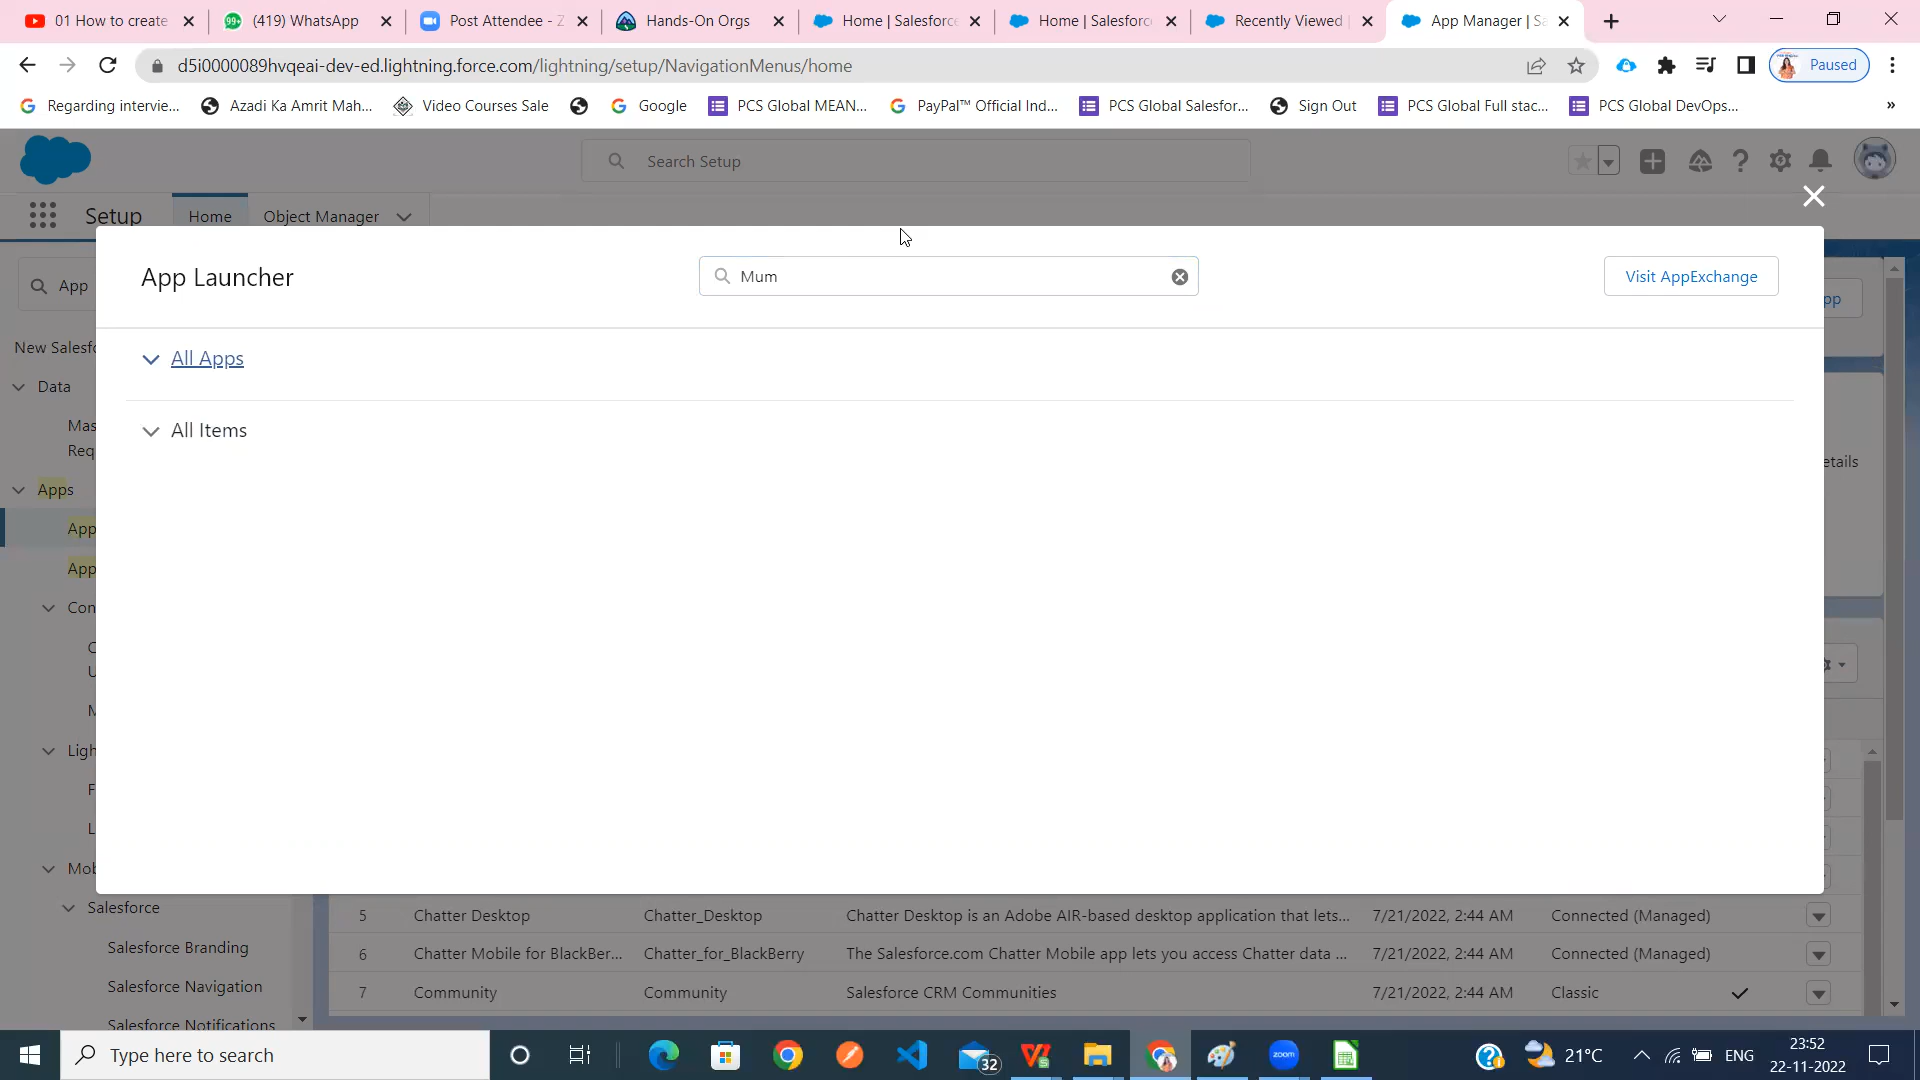 01 How to create
(419) WhatsApp
Post Attendee - Z
Hands-On Orgs
Home | Salesforce
Home | Salesforc
Recently Viewed |
App Manager | Sa
d5i0000089hvqeai-dev-ed.lightning.force.com/lightning/setup/NavigationMenus/home
Paused
Regarding intervie...
Azadi Ka Amrit Mah...
Video Courses Sale
Google
PCS Global MEAN...
PayPal™ Official Ind...
PCS Global Salesfor...
Sign Out
PCS Global Full stac...
PCS Global DevOps...
»
Search Setup
Setup
Home
Object Manager
App Launcher
Mum
Visit AppExchange
All Apps
All Items
App
New Salesfo
Data
Mas
Req
Apps
App
App
Con
C
U
M
Ligh
F
L
Mob
Salesforce
Salesforce Branding
Salesforce Navigation
Salesforce Notifications
pp
etails
5 Chatter Desktop Chatter_Desktop Chatter Desktop is an Adobe AIR-based desktop application that lets... 7/21/2022, 2:44 AM Connected (Managed)
6 Chatter Mobile for BlackBer... Chatter_for_BlackBerry The Salesforce.com Chatter Mobile app lets you access Chatter data ... 7/21/2022, 2:44 AM Connected (Managed)
7 Community Community Salesforce CRM Communities 7/21/2022, 2:44 AM Classic
Type here to search
32
zoom
21°C
ENG
23:52
22-11-2022